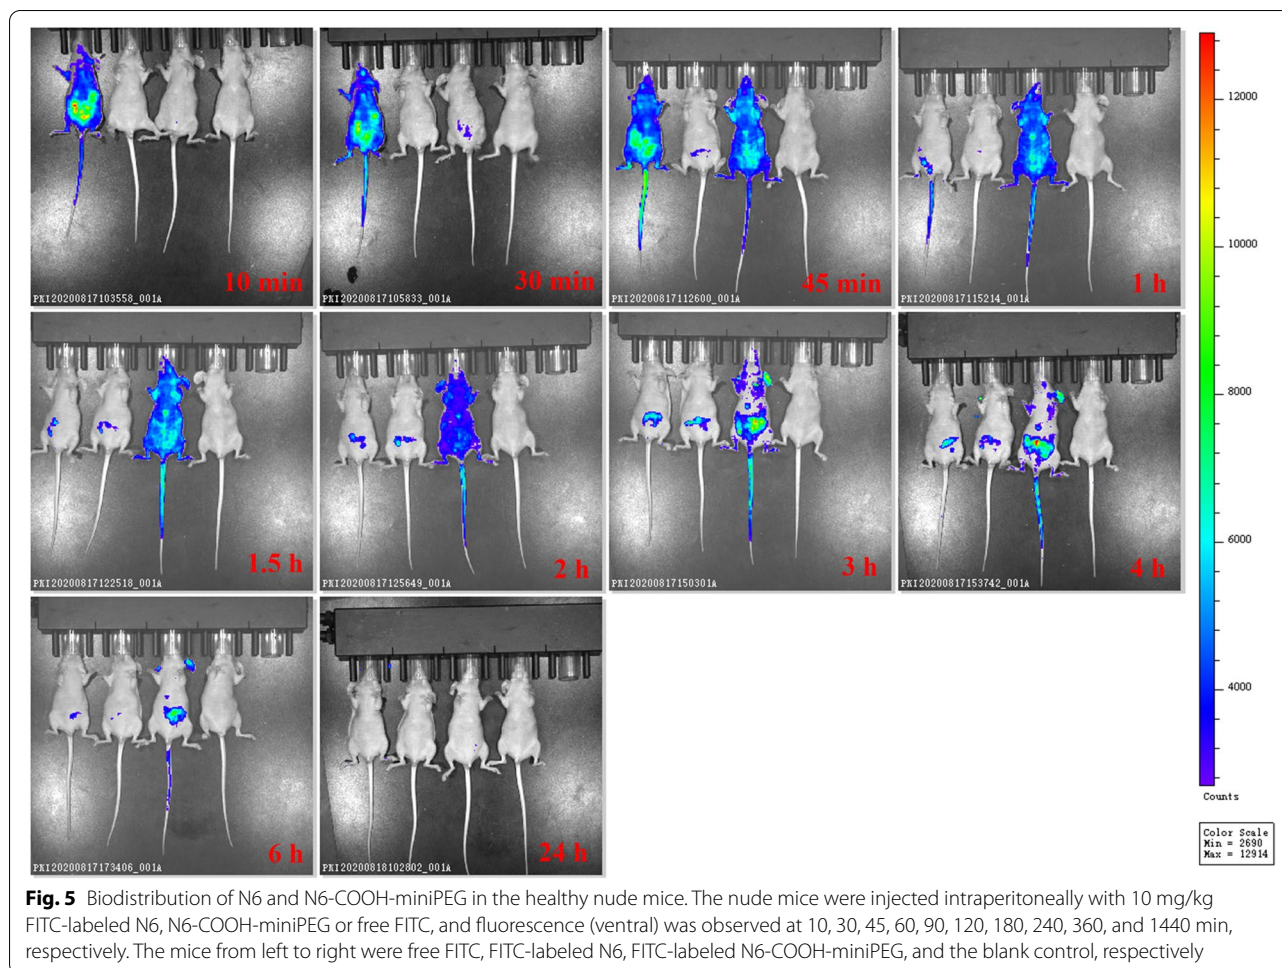 10 min
PKI20200817103558_001A
30 min
PKI20200817105833_001A
45 min
PKI20200817112600_001A
1 h
PKI20200817115214_001A
12000
10000
8000
6000
4000
Counts
Color Scale
Min = 2690
Max = 12914
1.5 h
PKI20200817122518_001A
2 h
PKI20200817125649_001A
3 h
PKI20200817150301A
4 h
PKI20200817153742_001A
6 h
PKI20200817173406_001A
24 h
PKI20200818102802_001A
Fig. 5 Biodistribution of N6 and N6-COOH-miniPEG in the healthy nude mice. The nude mice were injected intraperitoneally with 10 mg/kg
FITC-labeled N6, N6-COOH-miniPEG or free FITC, and fluorescence (ventral) was observed at 10, 30, 45, 60, 90, 120, 180, 240, 360, and 1440 min,
respectively. The mice from left to right were free FITC, FITC-labeled N6, FITC-labeled N6-COOH-miniPEG, and the blank control, respectively